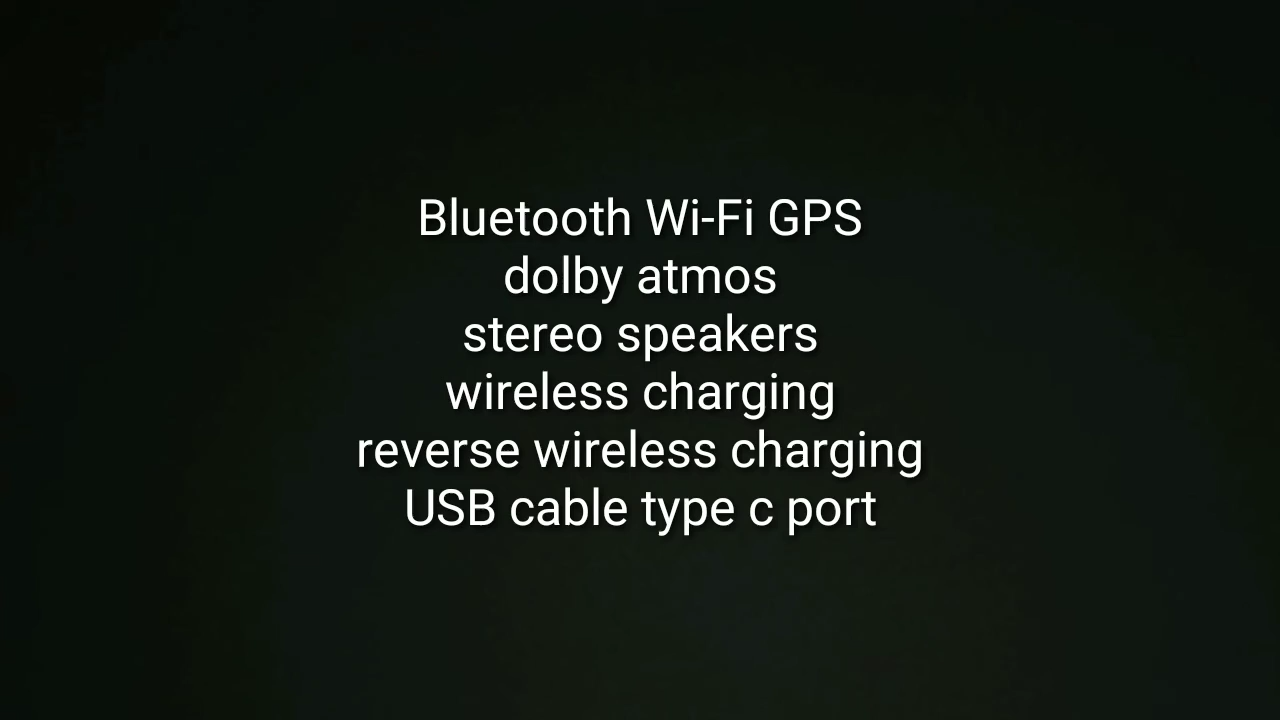 Bluetooth Wi-Fi GPS
dolby atmos
stereo speakers
wireless charging
reverse wireless charging
USB cable type c port